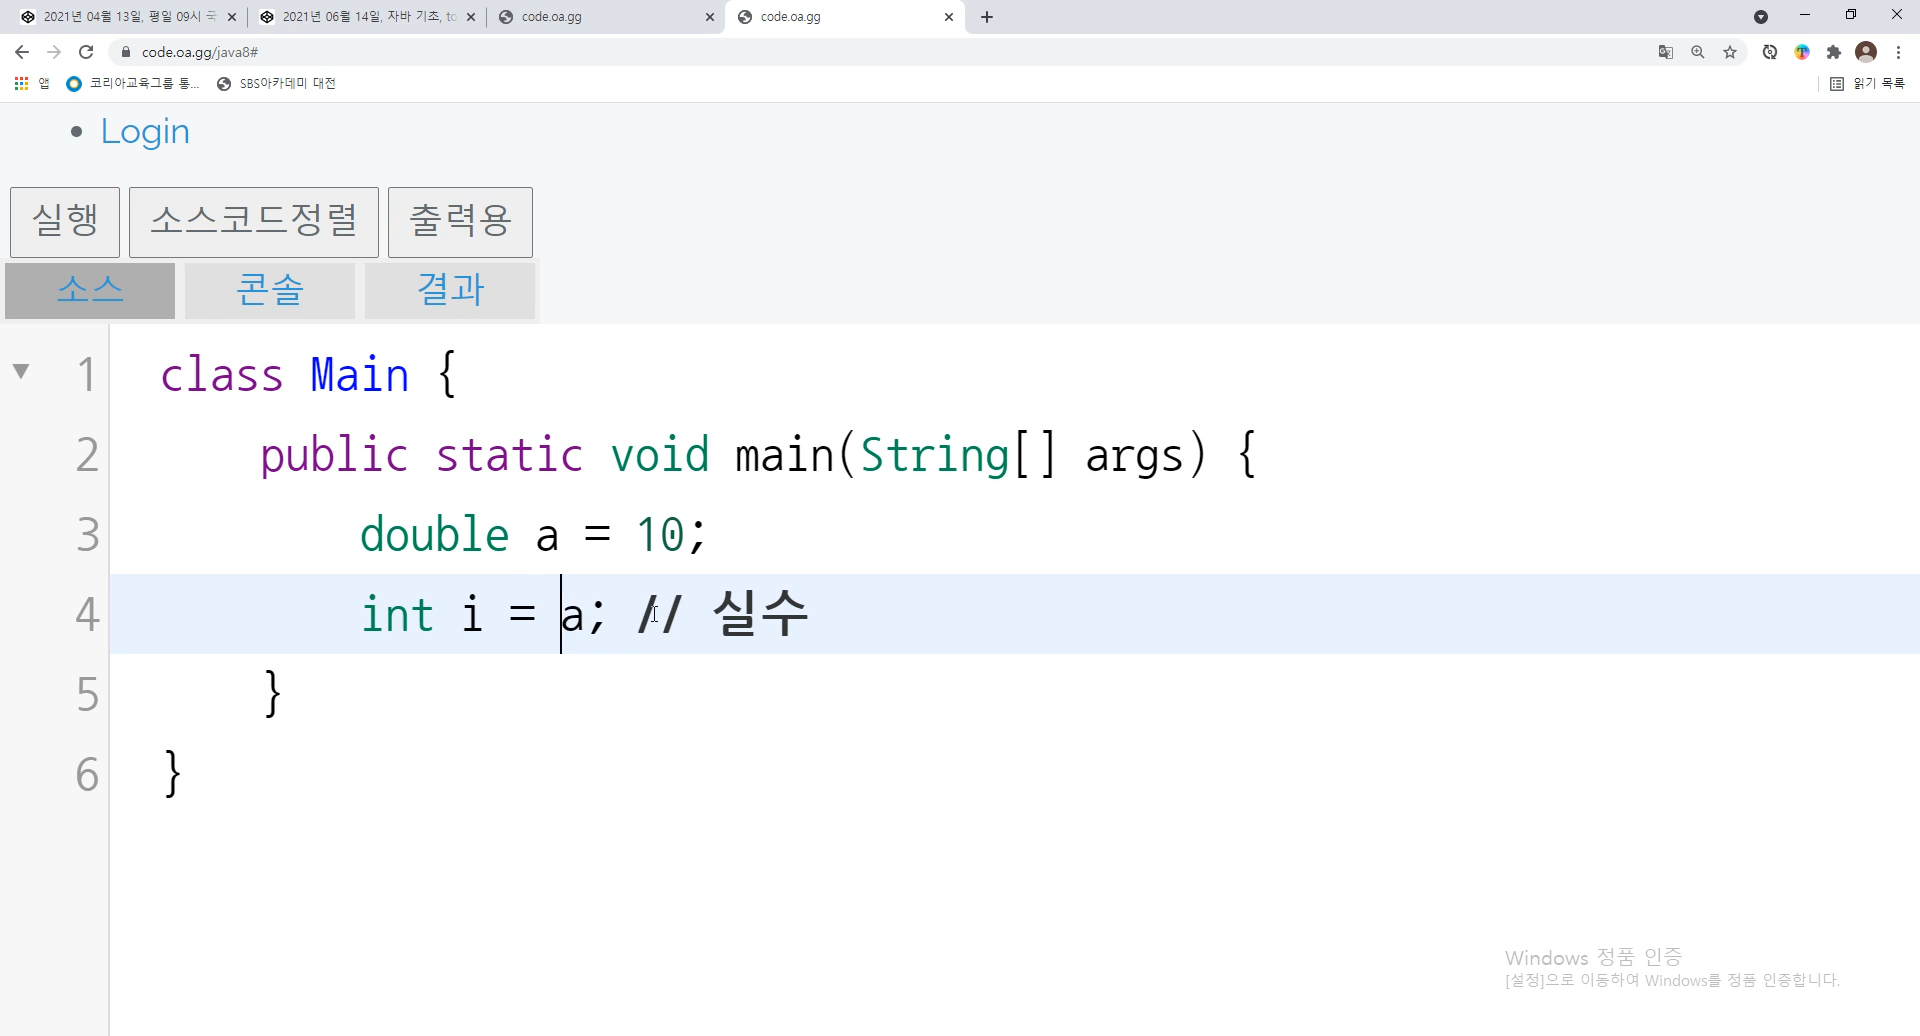 2021년 04월 13일, 평일 09시 국
2021년 06월 14일, 자바 기초, to
code.oa.gg
code.oa.gg
code.oa.gg/java8#
앱
코리아교육그룹 통...
SBS아카데미 대전
읽기 목록
Login
실행
소스코드정렬
출력용
소스
콘솔
결과
1 class Main {
2 public static void main(String[] args) {
3 double a = 10;
4 int i = a; // 실수
5 }
6 }
Windows 정품 인증
[설정]으로 이동하여 Windows를 정품 인증합니다.